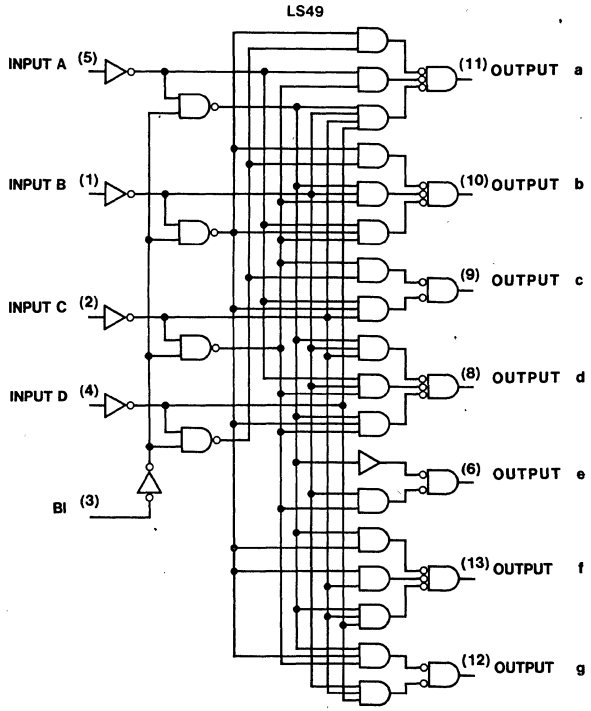 LS49
INPUT A (5)
(11) OUTPUT a
INPUT B (1)
(10) OUTPUT b
(9) OUTPUT c
INPUT C (2)
(8) OUTPUT d
INPUT D (4)
(6) OUTPUT e
BI (3)
(13) OUTPUT f
(12) OUTPUT g